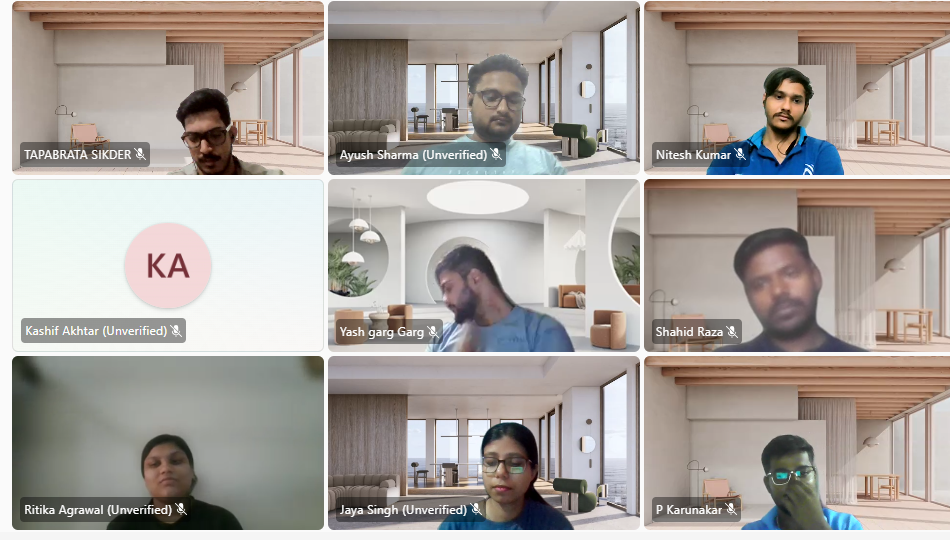 TAPABRATA SIKDER
Ayush Sharma (Unverified)
Nitesh Kumar
KA
Kashif Akhtar (Unverified)
Yash garg Garg
Shahid Raza
Ritika Agrawal (Unverified)
Jaya Singh (Unverified)
P Karunakar